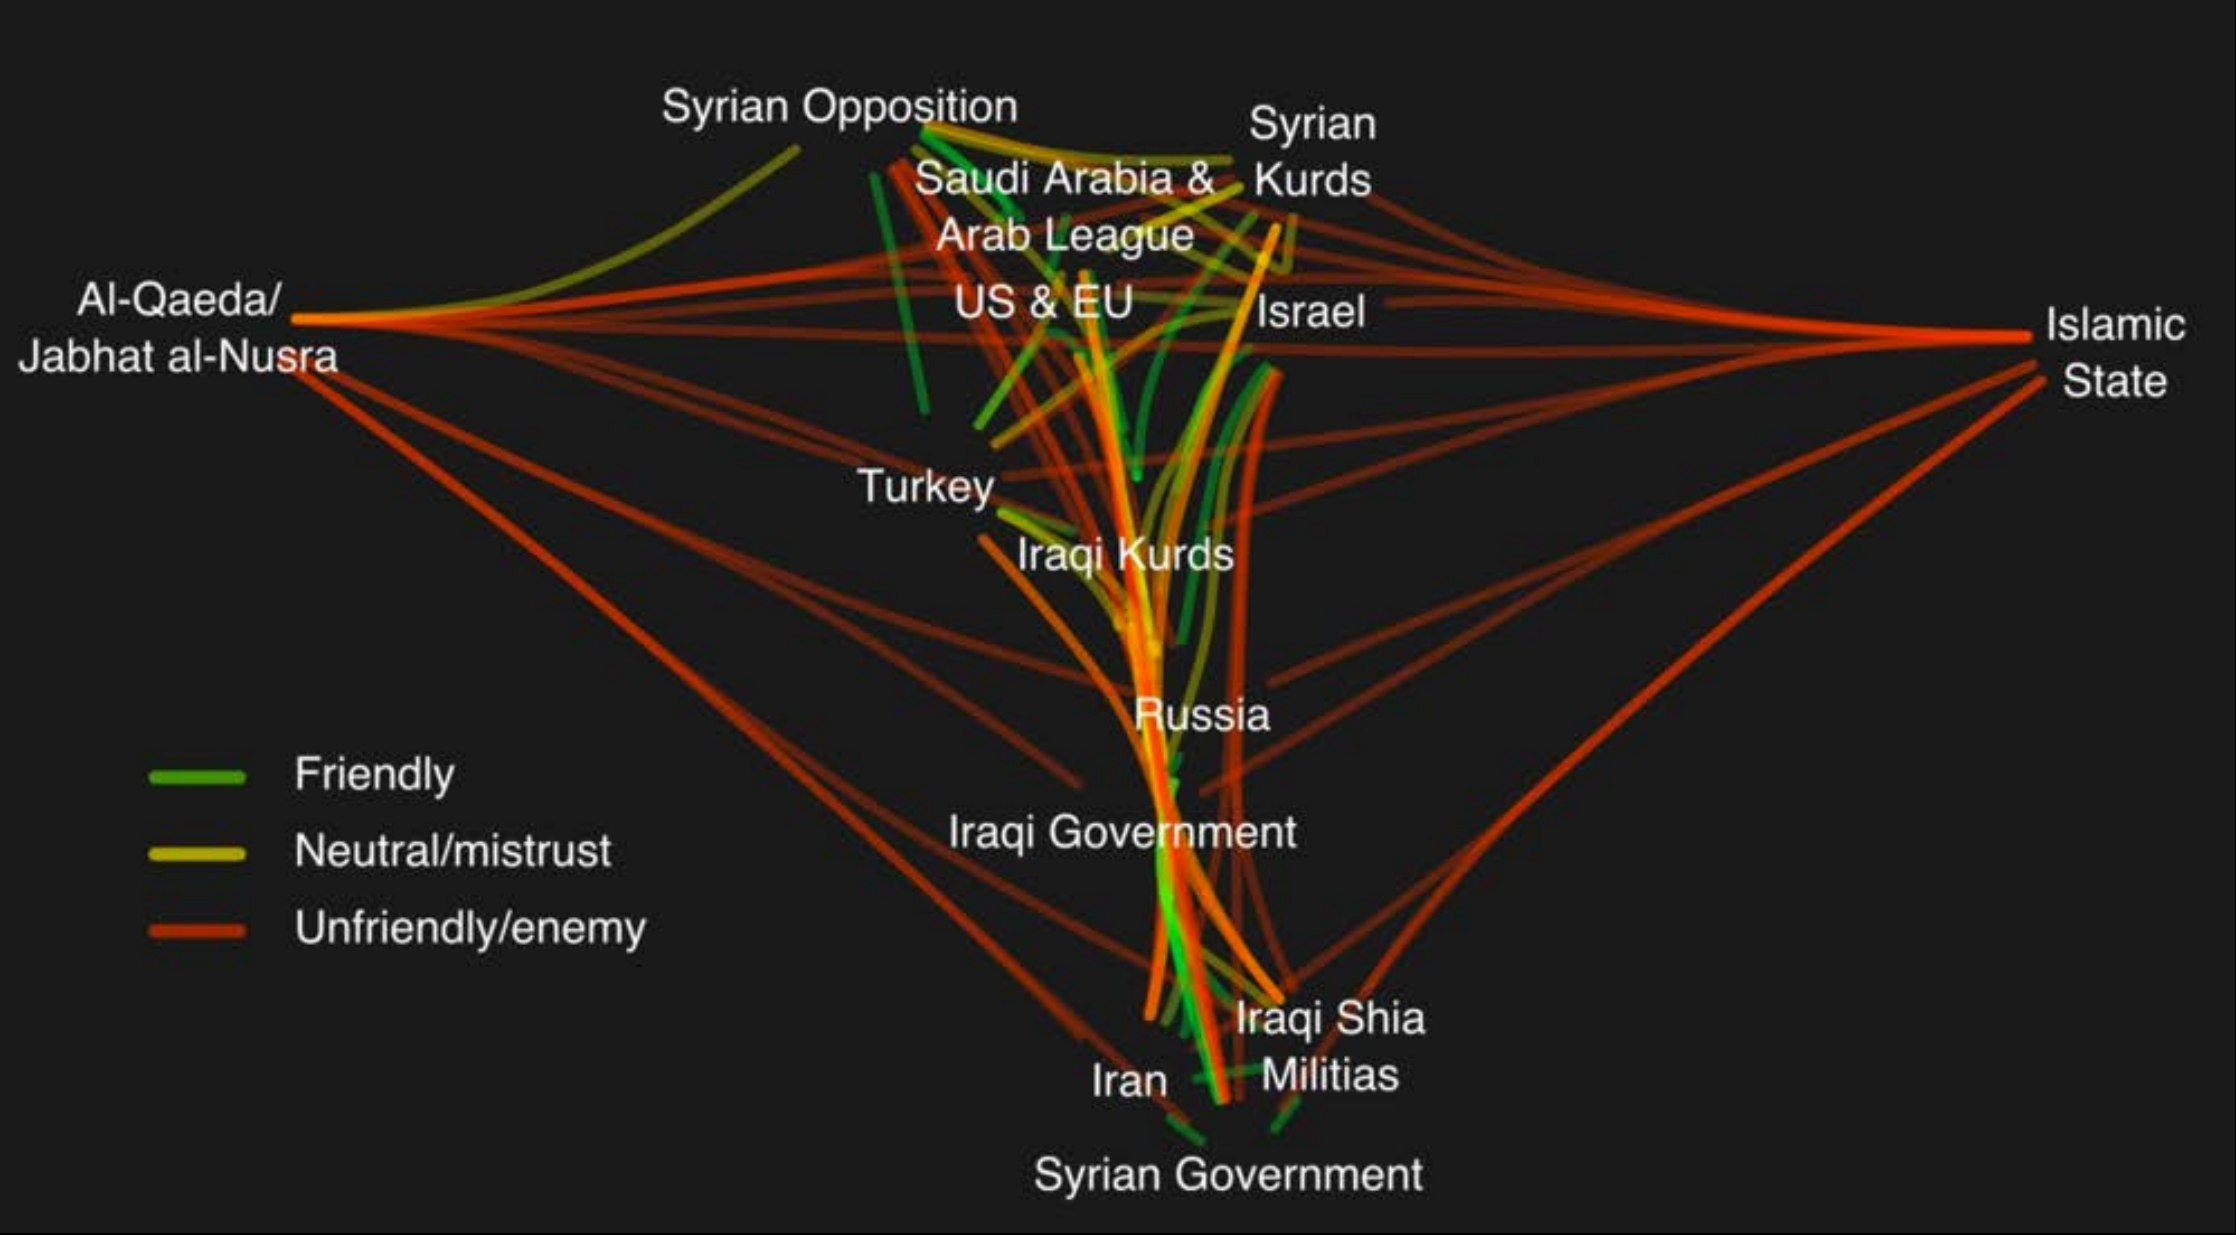 Syrian Opposition
Syrian
Kurds
Saudi Arabia &
Arab League
US & EU
Israel
Al-Qaeda/
Jabhat al-Nusra
Islamic
State
Turkey
Iraqi Kurds
Russia
Iraqi Government
Friendly
Neutral/mistrust
Unfriendly/enemy
Iraqi Shia
Militias
Iran
Syrian Government